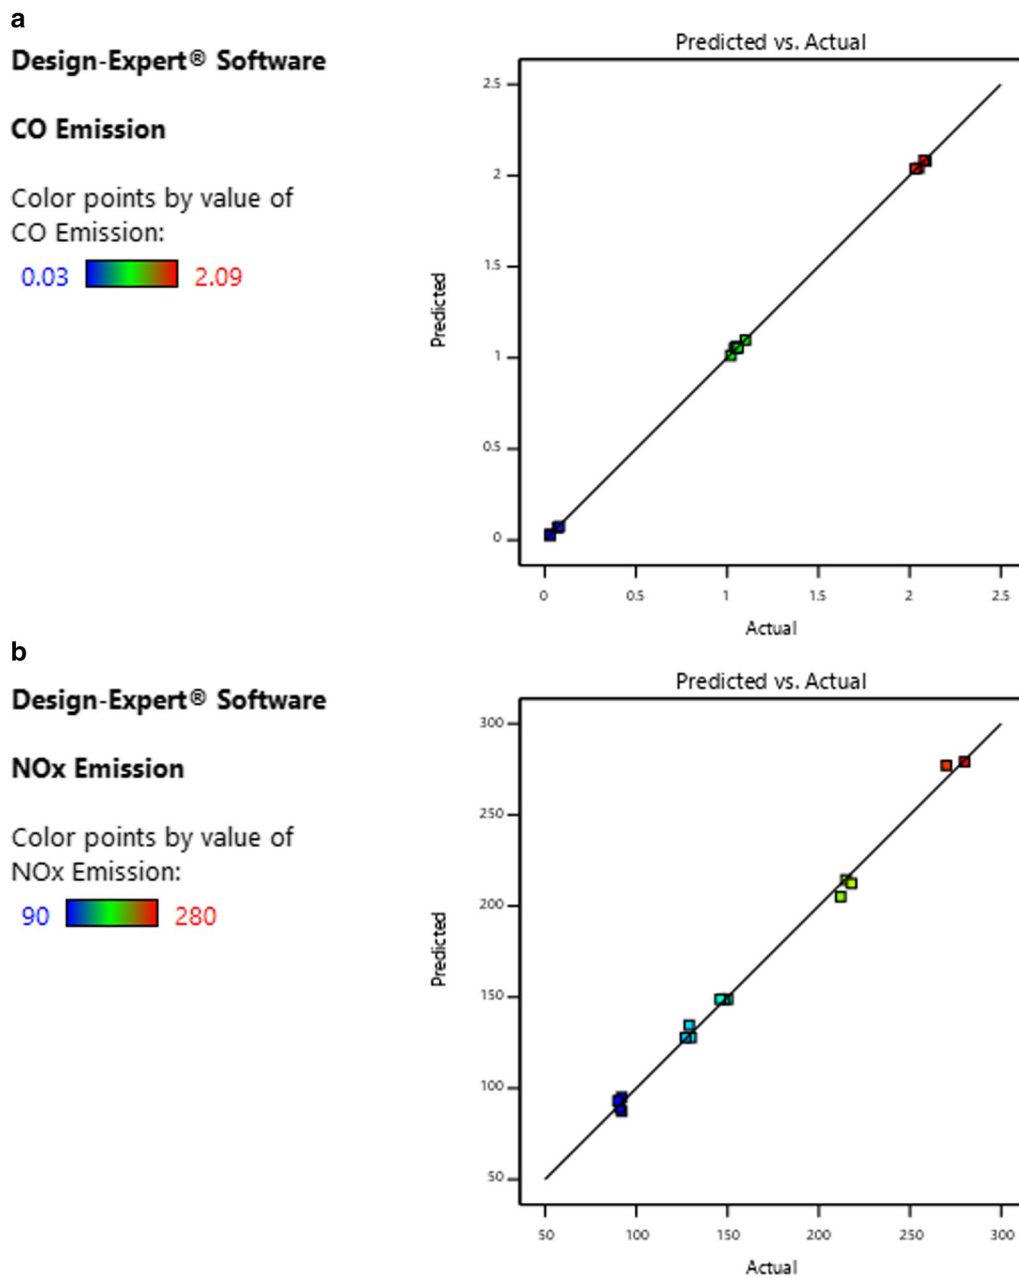 a
Design-Expert® Software
CO Emission
Color points by value of
CO Emission:
0.03 2.09
Predicted vs. Actual
2.5
2
1.5
1
0.5
0
Predicted
0 0.5 1 1.5 2 2.5
Actual
b
Design-Expert® Software
NOx Emission
Color points by value of
NOx Emission:
90 280
Predicted vs. Actual
300
250
200
150
100
50
Predicted
50 100 150 200 250 300
Actual